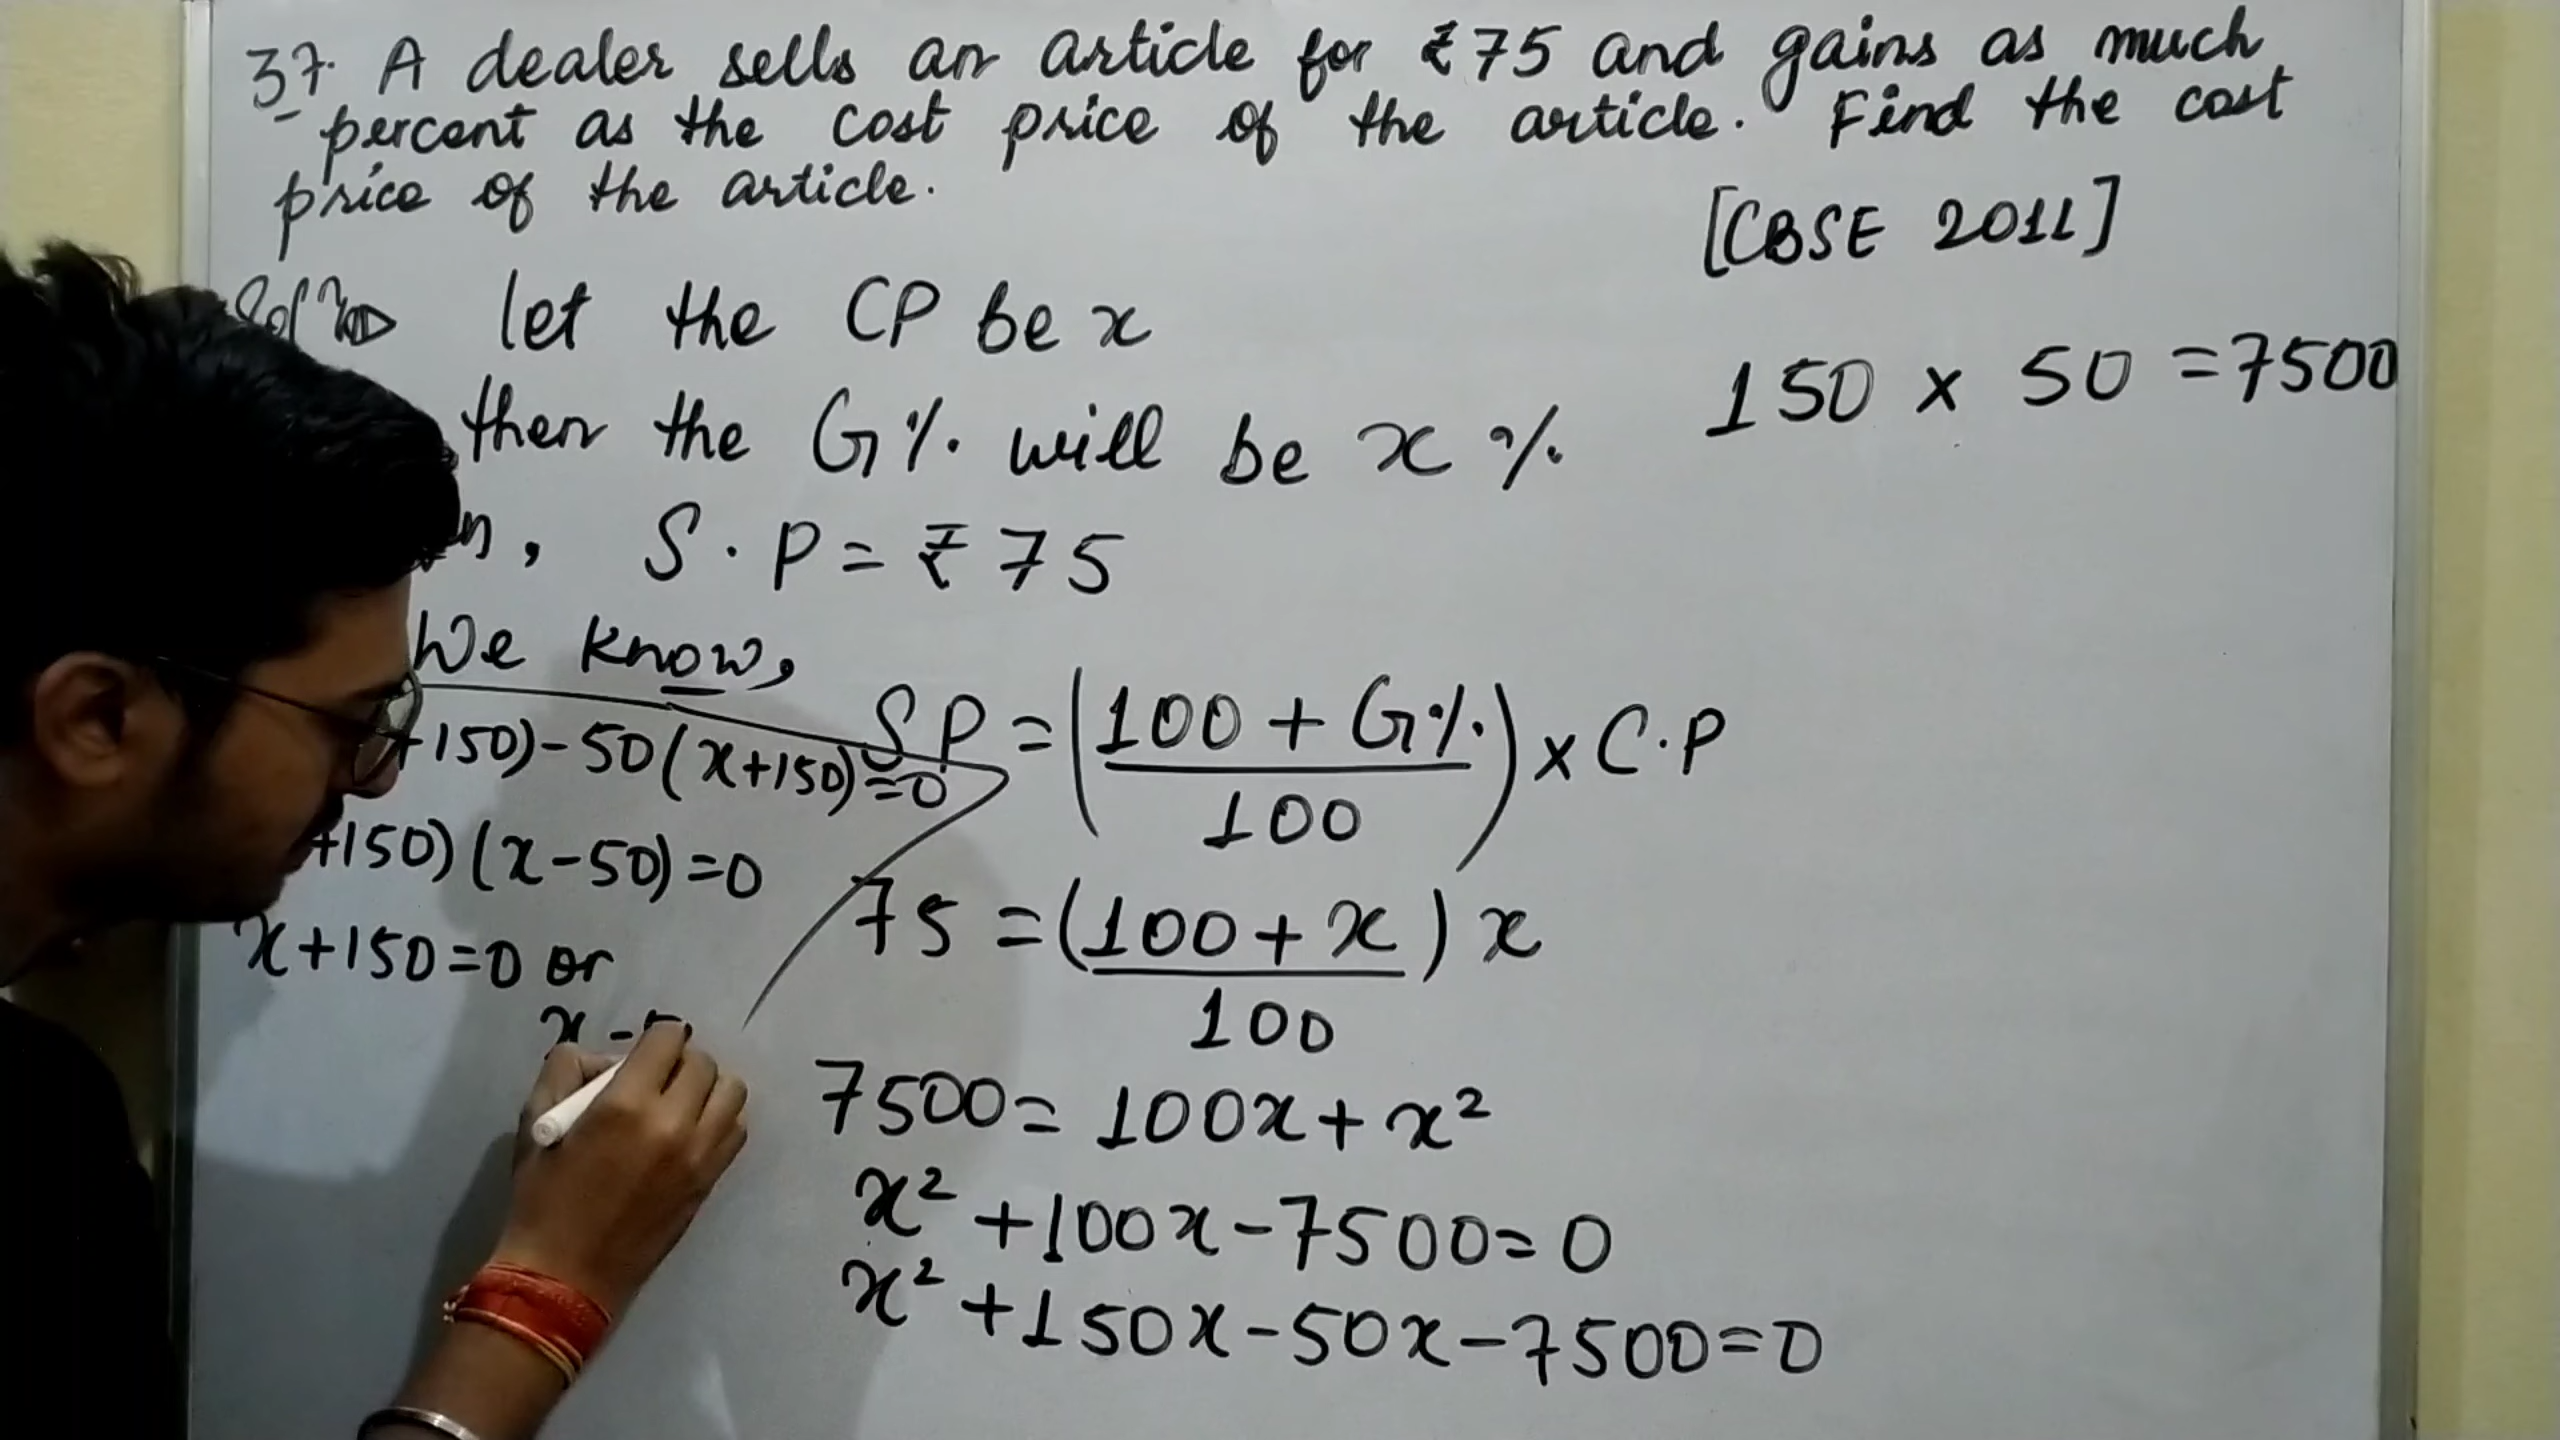 37. A dealer sells an article for ₹75 and gains as much
percent as the cost price of the article. Find the cost
price of the article.
[CBSE 2011]
Solⁿ⇒ let the CP be x
then the G% will be x %
S.P = ₹75
We know,
SP = (100 + G% / 100) × C.P
75 = (100 + x / 100) x
7500 = 100x + x²
x² + 100x - 7500 = 0
x² + 150x - 50x - 7500 = 0
+150) - 50(x+150) = 0
+150) (x-50) = 0
x+150 = 0 or
x -
150 × 50 = 7500